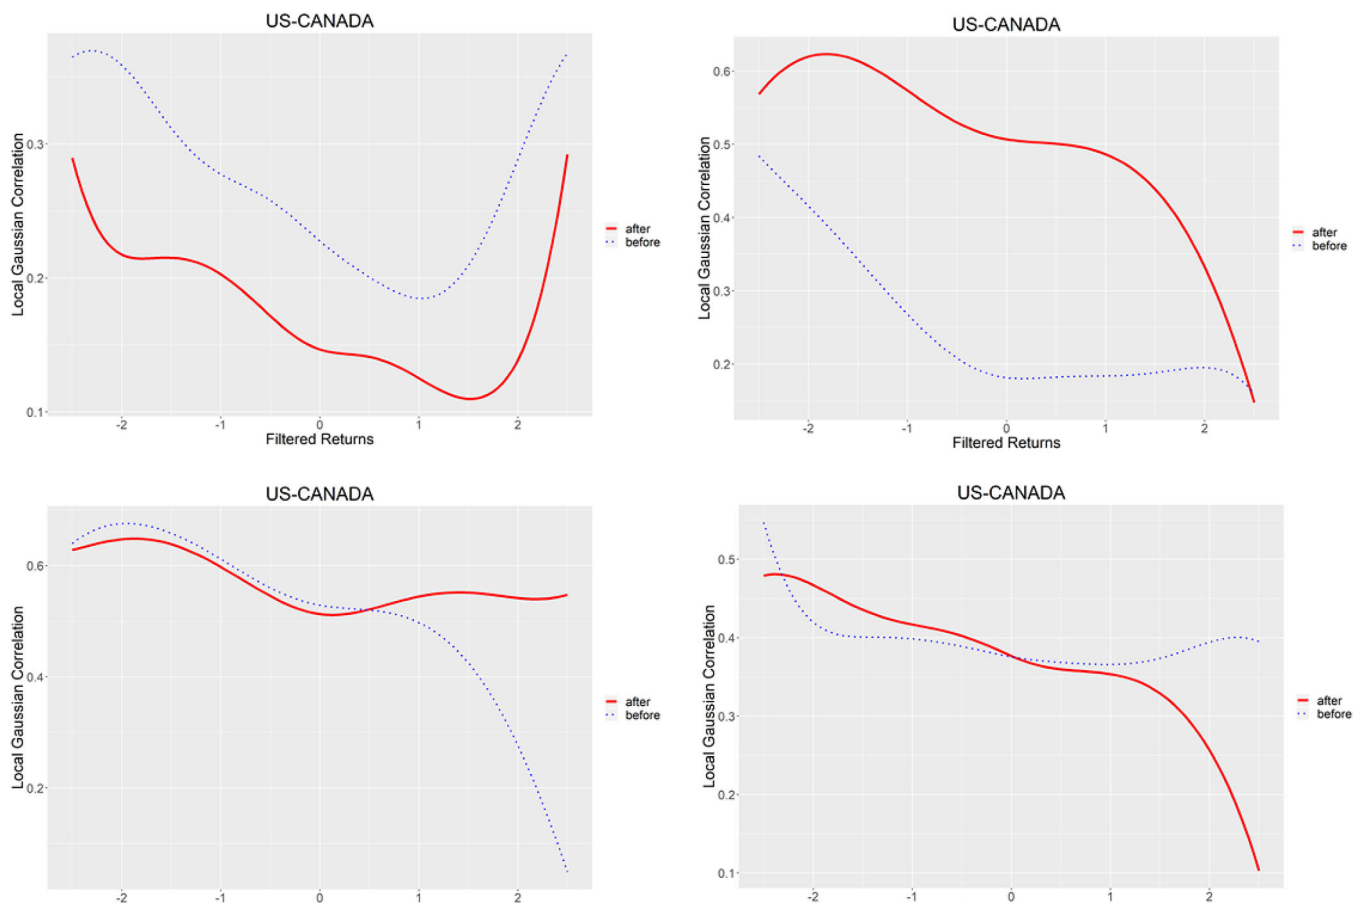 US-CANADA
Local Gaussian Correlation
0.3
0.2
0.1
-2 -1 0 1 2
Filtered Returns
after
before
US-CANADA
Local Gaussian Correlation
0.6
0.5
0.4
0.3
0.2
-2 -1 0 1 2
Filtered Returns
after
before
US-CANADA
Local Gaussian Correlation
0.6
0.4
0.2
-2 -1 0 1 2
after
before
US-CANADA
Local Gaussian Correlation
0.5
0.4
0.3
0.2
0.1
-2 -1 0 1 2
after
before